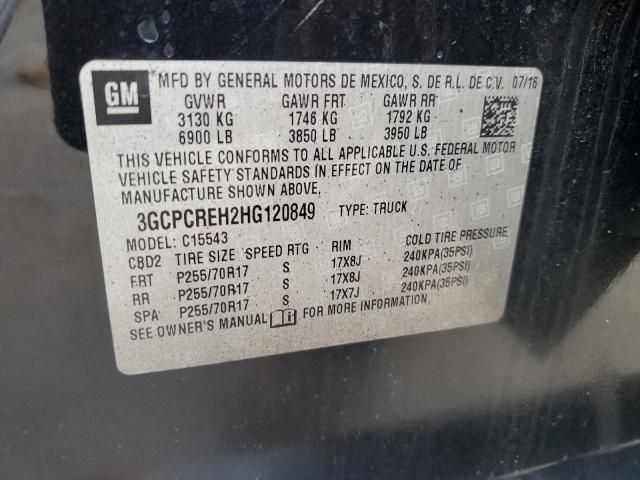 GM
MFD BY GENERAL MOTORS DE MEXICO, S. DE R.L. DE C.V. 07/16
GVWR GAWR FRT GAWR RR
3130 KG 1746 KG 1792 KG
6900 LB 3850 LB 3950 LB
THIS VEHICLE CONFORMS TO ALL APPLICABLE U.S. FEDERAL MOTOR
VEHICLE SAFETY STANDARDS IN EFFECT ON THE DATE OF
MANUFACTURE SHOWN ABOVE,
3GCPCREH2HG120849 TYPE: TRUCK
MODEL: C15543
CBD2 TIRE SIZE SPEED RTG RIM COLD TIRE PRESSURE
FRT P255/70R17 S 17X8J 240KPA(35PSI)
RR P255/70R17 S 17X8J 240KPA(35PSI)
SPA P255/70R17 S 17X7J 240KPA(35PSI)
SEE OWNER'S MANUAL FOR MORE INFORMATION.